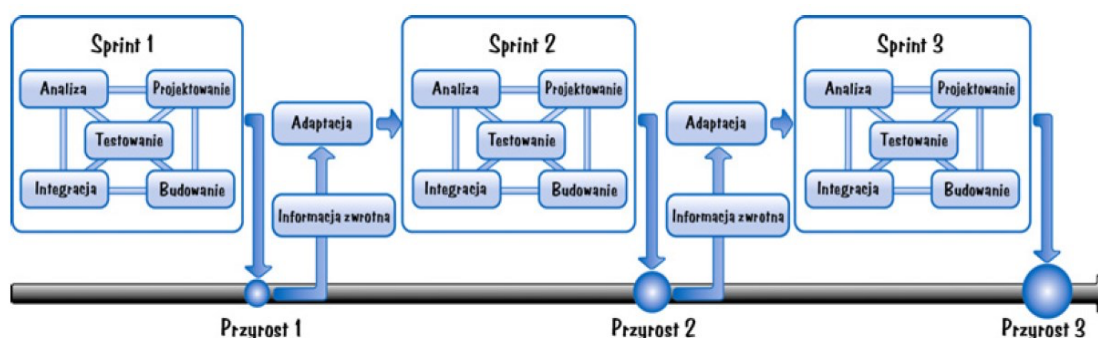 Sprint 1
Analiza
Projektowanie
Testowanie
Integracja
Budowanie
Adaptacja
Informacja zwrotna
Przyrost 1
Sprint 2
Analiza
Projektowanie
Testowanie
Integracja
Budowanie
Adaptacja
Informacja zwrotna
Przyrost 2
Sprint 3
Analiza
Projektowanie
Testowanie
Integracja
Budowanie
Przyrost 3